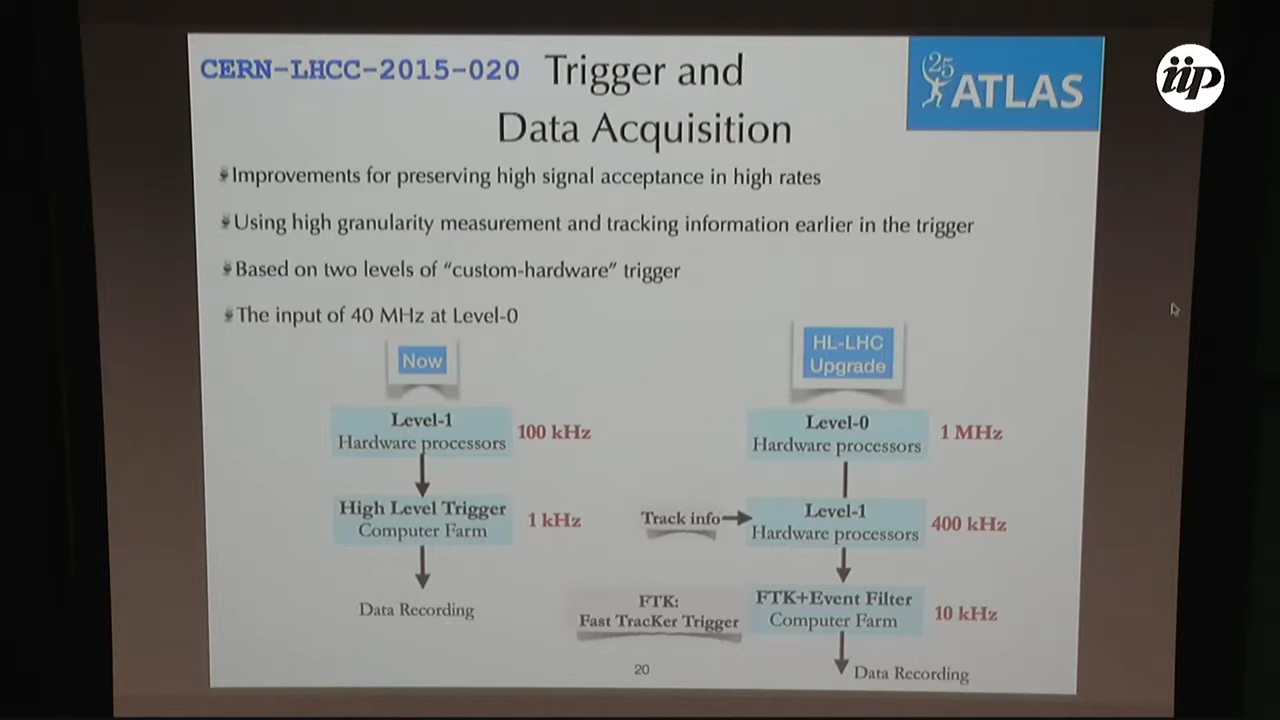 CERN-LHCC-2015-020
Trigger and
Data Acquisition
25
ATLAS
iip
Improvements for preserving high signal acceptance in high rates
Using high granularity measurement and tracking information earlier in the trigger
Based on two levels of “custom-hardware” trigger
The input of 40 MHz at Level-0
Now
Level-1
Hardware processors
100 kHz
High Level Trigger
Computer Farm
1 kHz
Data Recording
HL-LHC
Upgrade
Level-0
Hardware processors
1 MHz
Track info
Level-1
Hardware processors
400 kHz
FTK:
Fast TracKer Trigger
FTK+Event Filter
Computer Farm
10 kHz
Data Recording
20